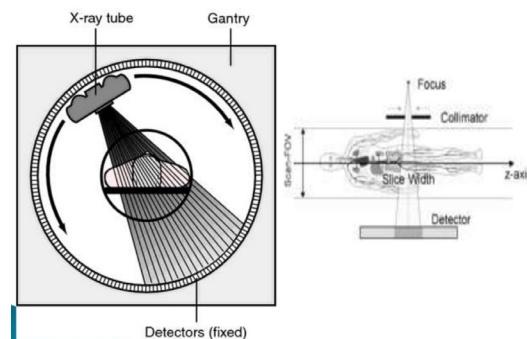 X-ray tube
Gantry
Detectors (fixed)
Focus
Collimator
Scan-FOV
Slice Width
z-axis
Detector